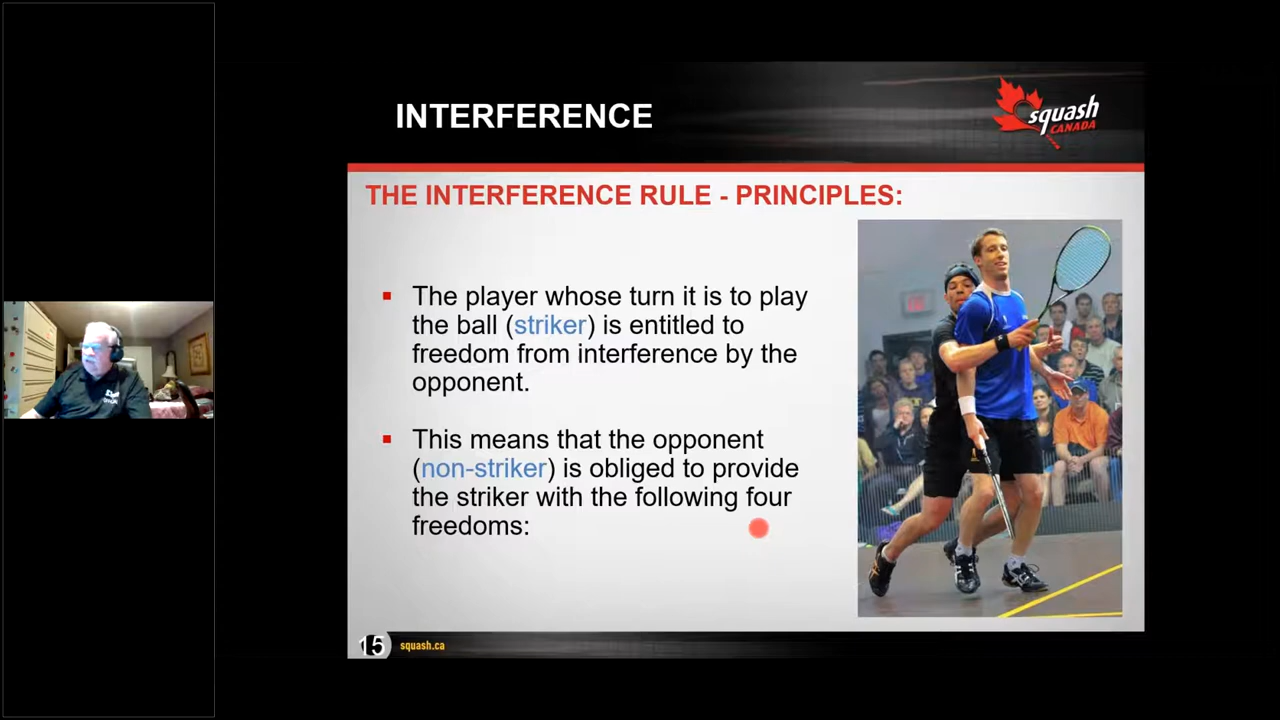 INTERFERENCE
squash
CANADA
THE INTERFERENCE RULE - PRINCIPLES:
▪ The player whose turn it is to play
the ball (striker) is entitled to
freedom from interference by the
opponent.
▪ This means that the opponent
(non-striker) is obliged to provide
the striker with the following four
freedoms:
15
squash.ca